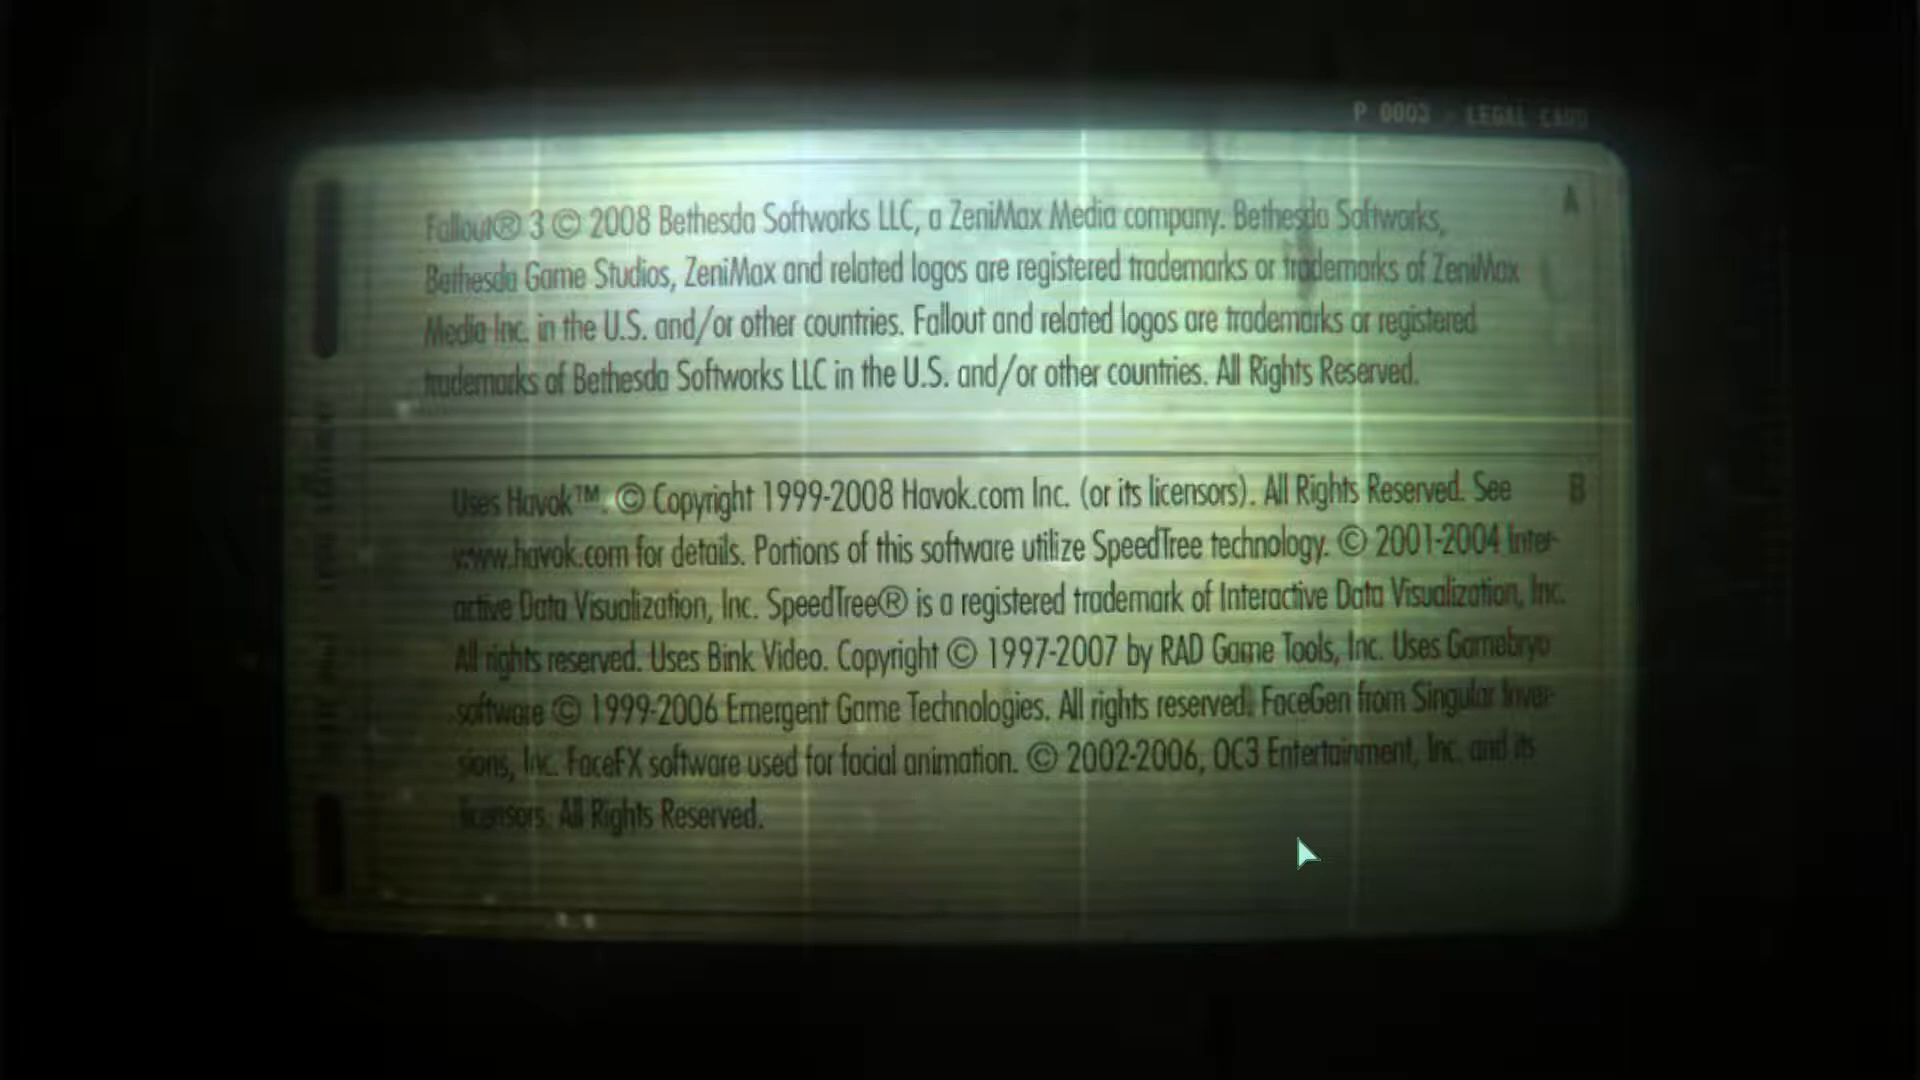 P 0003 - LEGAL CARD
A
Fallout® 3 © 2008 Bethesda Softworks LLC, a ZeniMax Media company. Bethesda Softworks,
Bethesda Game Studios, ZeniMax and related logos are registered trademarks or trademarks of ZeniMax
Media Inc. in the U.S. and/or other countries. Fallout and related logos are trademarks or registered
trademarks of Bethesda Softworks LLC in the U.S. and/or other countries. All Rights Reserved.
B
Uses Havok™. © Copyright 1999-2008 Havok.com Inc. (or its licensors). All Rights Reserved. See
www.havok.com for details. Portions of this software utilize SpeedTree technology. © 2001-2004 Inter-
active Data Visualization, Inc. SpeedTree® is a registered trademark of Interactive Data Visualization, Inc.
All rights reserved. Uses Bink Video. Copyright © 1997-2007 by RAD Game Tools, Inc. Uses Gamebryo
software © 1999-2006 Emergent Game Technologies. All rights reserved. FaceGen from Singular Inver-
sions, Inc. FaceFX software used for facial animation. © 2002-2006, OC3 Entertainment, Inc. and its
licensors. All Rights Reserved.